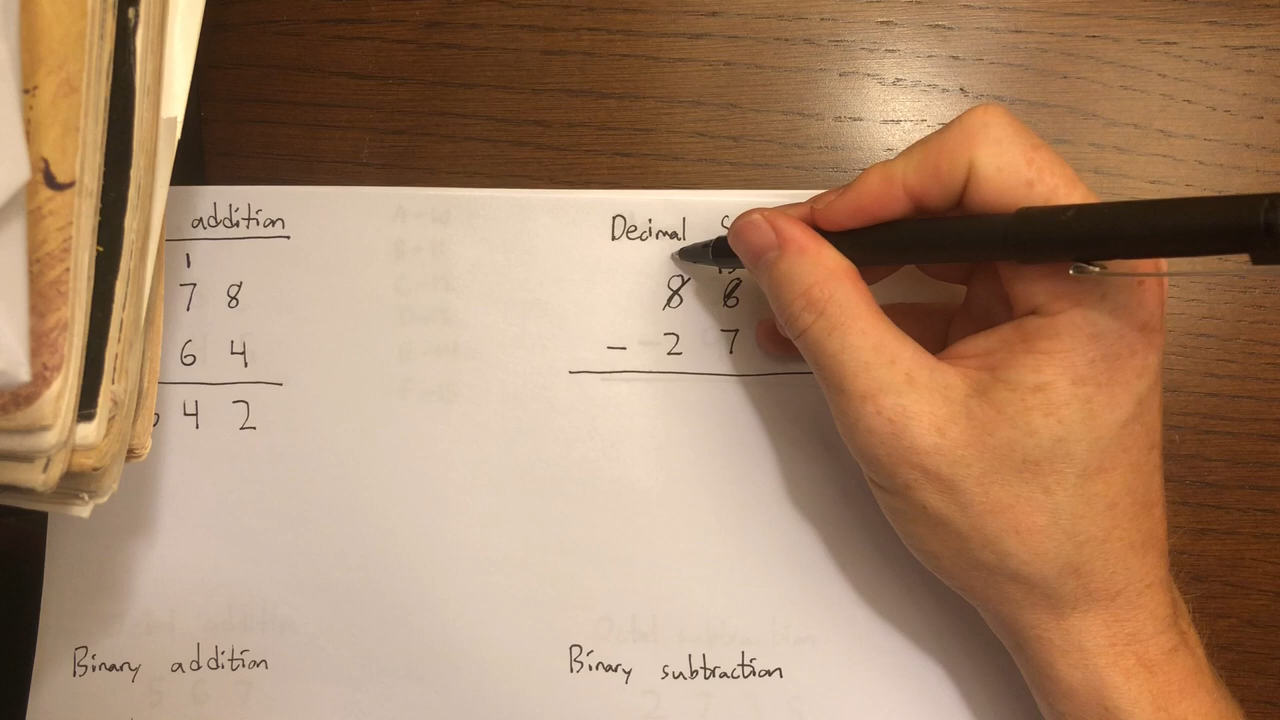 addition
1
7 8
6 4
4 2
Decimal
8 6
- 2 7
Binary addition
Binary subtraction